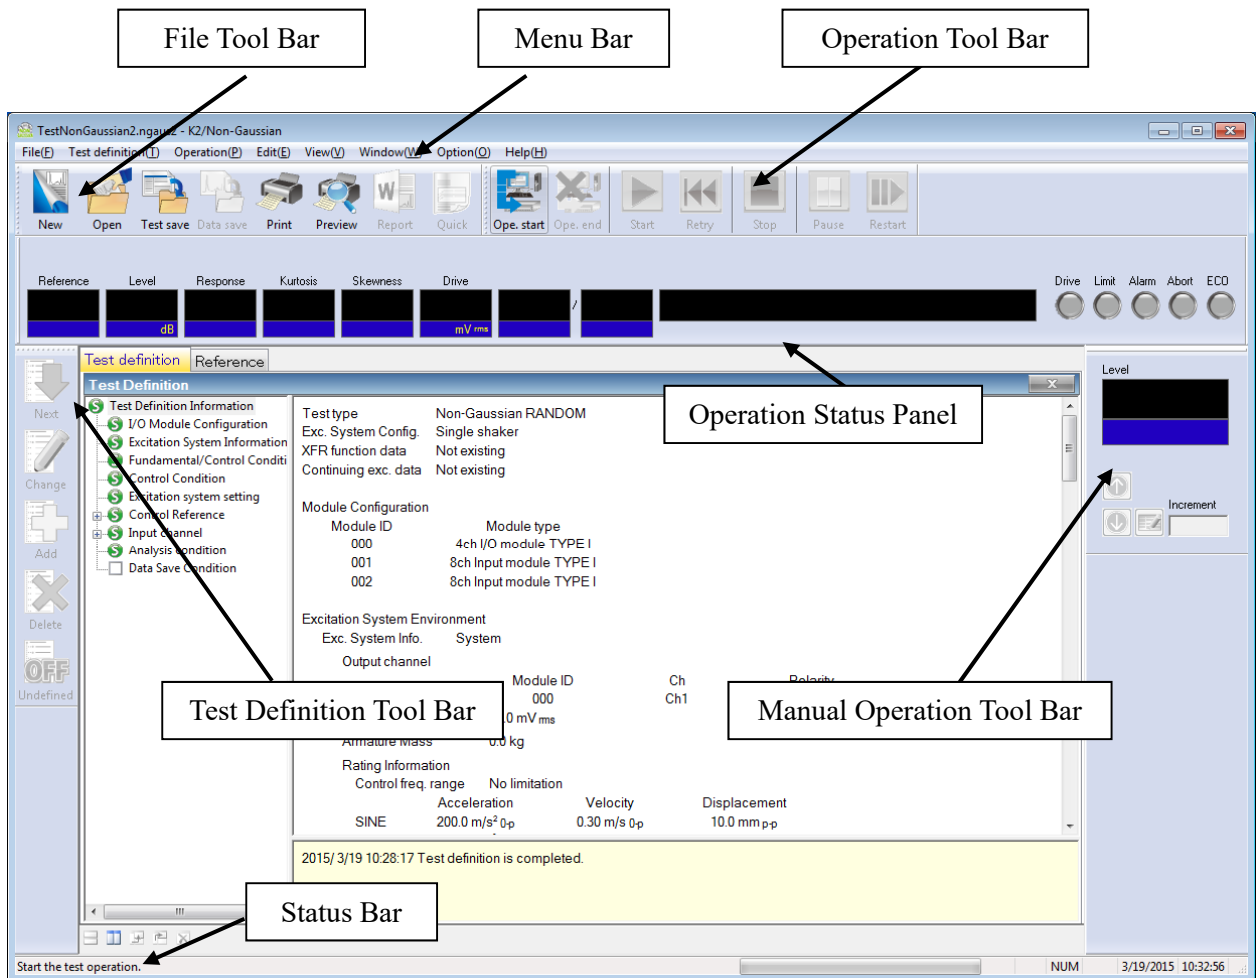 File Tool Bar
Menu Bar
Operation Tool Bar
TestNonGaussian2.ngaus2 - K2/Non-Gaussian
File(F) Test definition(T) Operation(P) Edit(E) View(V) Window(W) Option(O) Help(H)
New Open Test save Data save Print Preview Report Quick Ope. start Ope. end Start Retry Stop Pause Restart
Reference Level Response Kurtosis Skewness Drive
dB mV rms /
Drive Limit Alarm Abort ECO
Test definition Reference
Test Definition
Next
Change
Add
Delete
OFF
Undefined
Test Definition Information
I/O Module Configuration
Excitation System Information
Fundamental/Control Conditi
Control Condition
Excitation system setting
Control Reference
Input channel
Analysis condition
Data Save Condition
Test type Non-Gaussian RANDOM
Exc. System Config. Single shaker
XFR function data Not existing
Continuing exc. data Not existing
Module Configuration
Module ID Module type
000 4ch I/O module TYPE I
001 8ch Input module TYPE I
002 8ch Input module TYPE I
Excitation System Environment
Exc. System Info. System
Output channel
Module ID Ch Polarity
000 Ch1
.0 mV rms
Armature Mass 0.0 kg
Rating Information
Control freq. range No limitation
Acceleration Velocity Displacement
SINE 200.0 m/s² 0-p 0.30 m/s 0-p 10.0 mm p-p
Operation Status Panel
Level
Increment
Test Definition Tool Bar
Manual Operation Tool Bar
2015/ 3/19 10:28:17 Test definition is completed.
Status Bar
Start the test operation.
NUM 3/19/2015 10:32:56